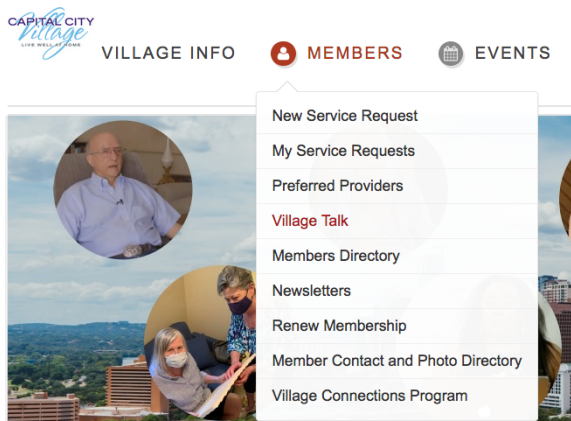 CAPITAL CITY
Village
LIVE WELL AT HOME
VILLAGE INFO
MEMBERS
EVENTS
New Service Request
My Service Requests
Preferred Providers
Village Talk
Members Directory
Newsletters
Renew Membership
Member Contact and Photo Directory
Village Connections Program